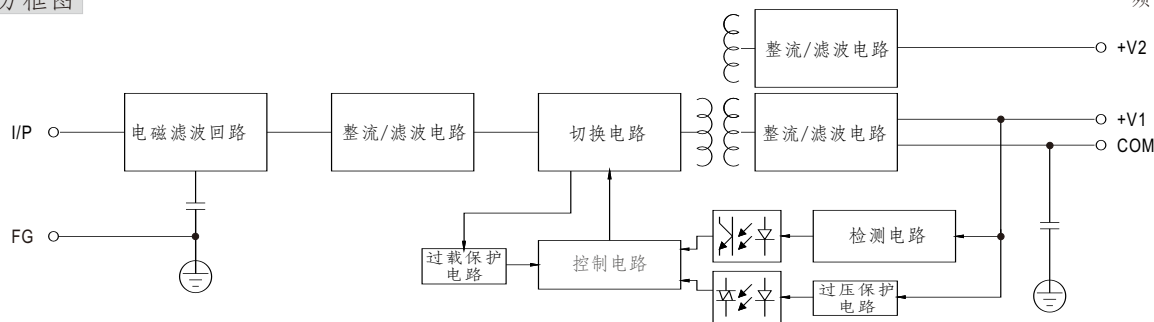 方框图
频
整流/滤波电路
+V2
I/P
电磁滤波回路
整流/滤波电路
切换电路
整流/滤波电路
+V1
COM
FG
过载保护
电路
控制电路
检测电路
过压保护
电路